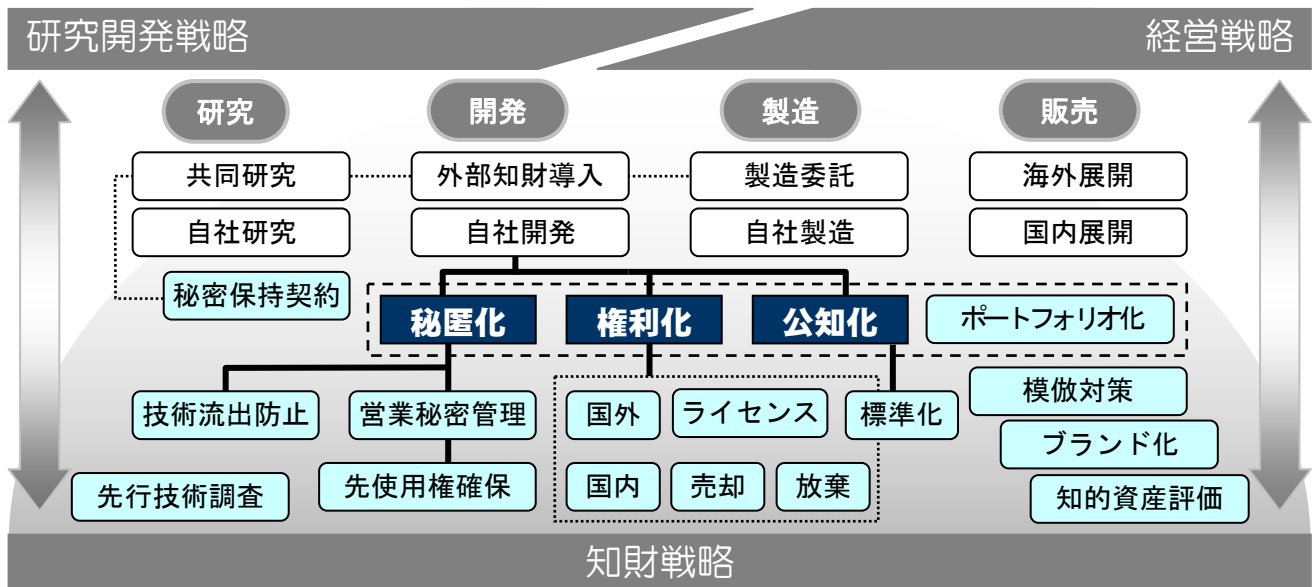 研究開発戦略
経営戦略
研究
開発
製造
販売
共同研究
外部知財導入
製造委託
海外展開
自社研究
自社開発
自社製造
国内展開
秘密保持契約
秘匿化
権利化
公知化
ポートフォリオ化
技術流出防止
営業秘密管理
国外
ライセンス
標準化
模倣対策
ブランド化
先行技術調査
先使用権確保
国内
売却
放棄
知的資産評価
知財戦略